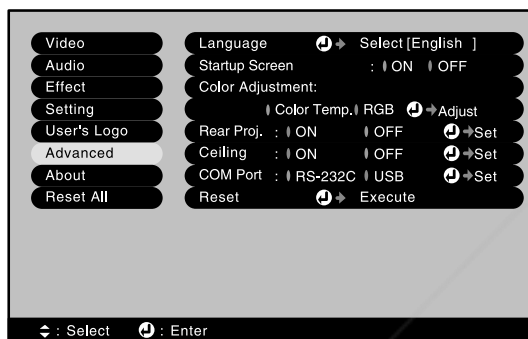 Video
Audio
Effect
Setting
User's Logo
Advanced
About
Reset All
Language Select [English ]
Startup Screen : ON OFF
Color Adjustment:
Color Temp. RGB Adjust
Rear Proj. : ON OFF Set
Ceiling : ON OFF Set
COM Port : RS-232C USB Set
Reset Execute
: Select : Enter